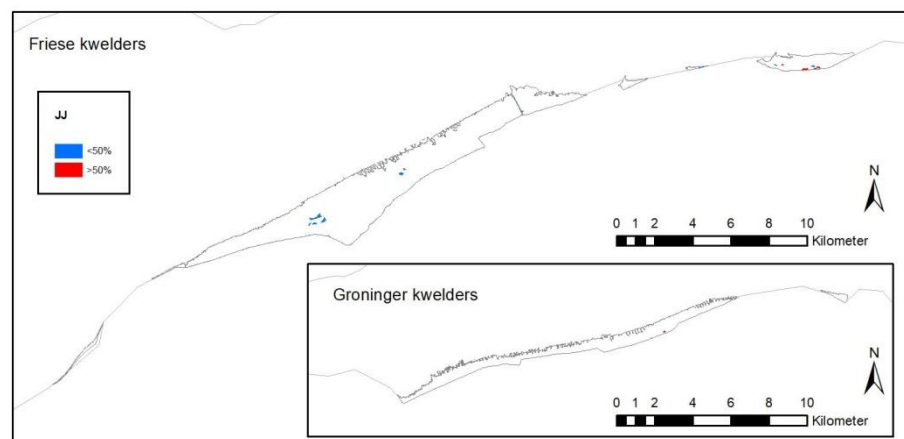 Friese kwelders
JJ
<50%
>50%
N
0 1 2 4 6 8 10
Kilometer
Groninger kwelders
N
0 1 2 4 6 8 10
Kilometer